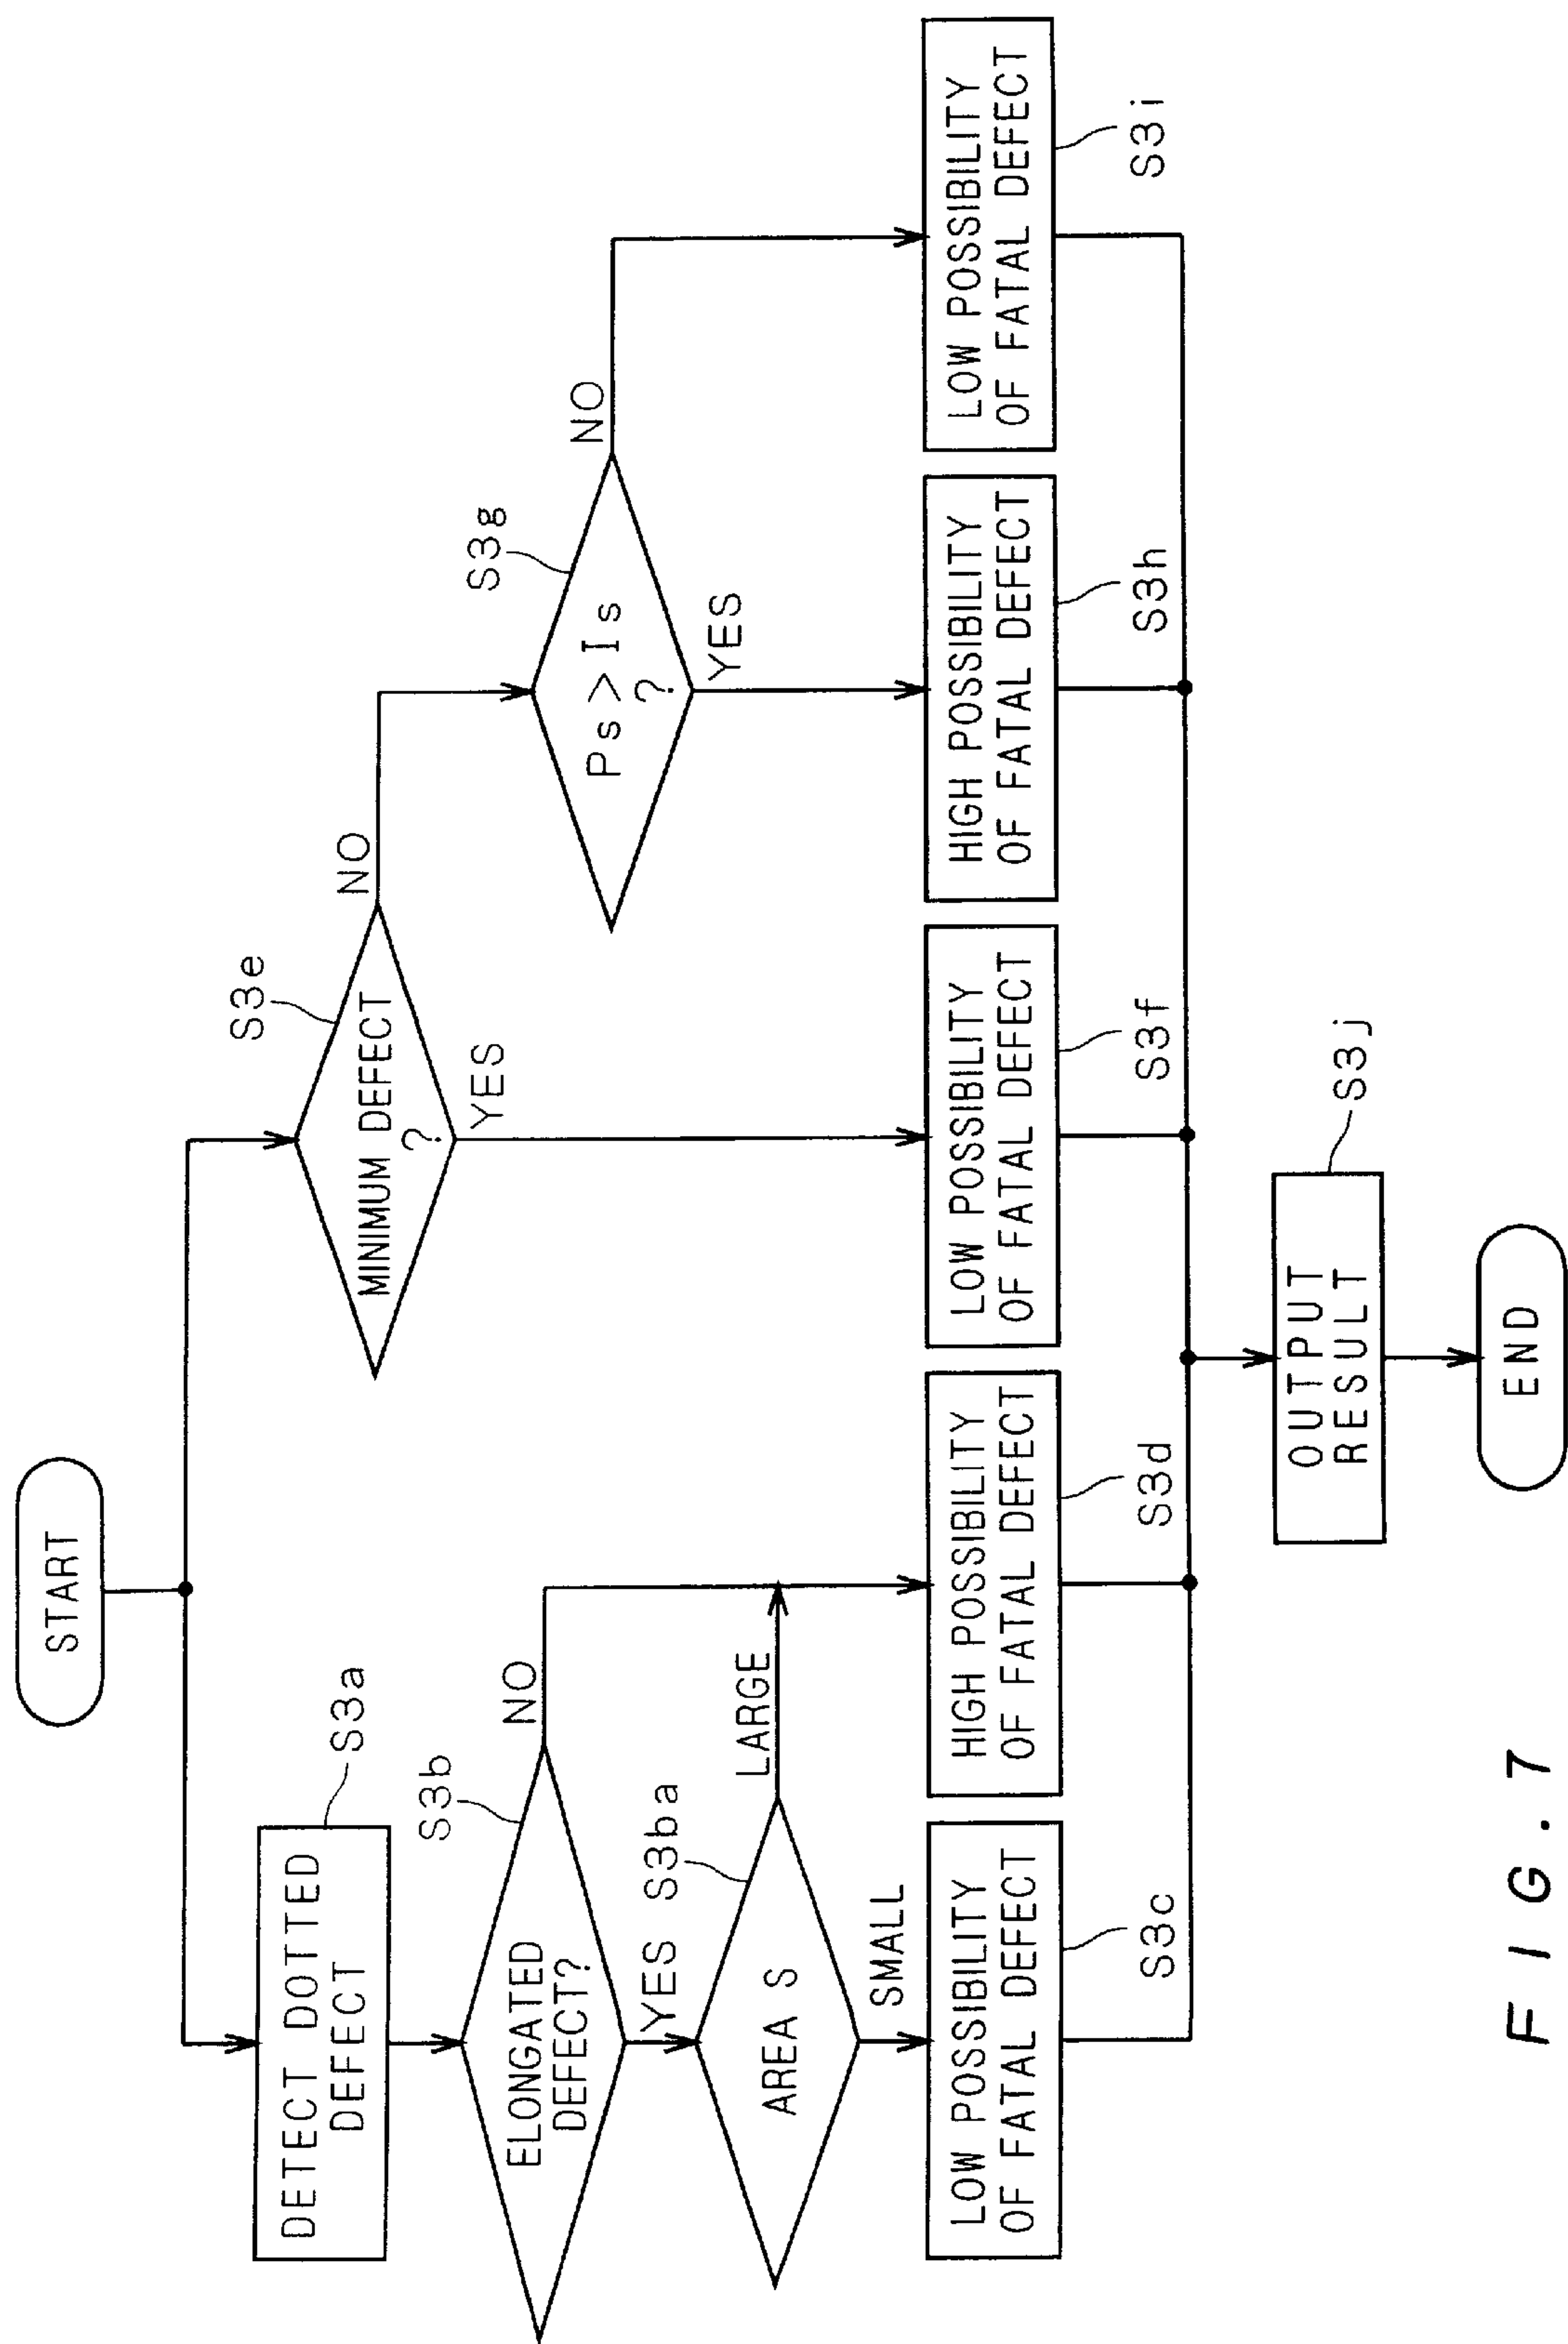 START
DETECT DOTTED
DEFECT
S3a
ELONGATED
DEFECT?
S3b
NO
YES
AREA S
S3ba
LARGE
SMALL
LOW POSSIBILITY
OF FATAL DEFECT
S3c
HIGH POSSIBILITY
OF FATAL DEFECT
S3d
MINIMUM DEFECT
?
S3e
NO
YES
LOW POSSIBILITY
OF FATAL DEFECT
S3f
Ps > Is
?
S3g
NO
YES
HIGH POSSIBILITY
OF FATAL DEFECT
S3h
LOW POSSIBILITY
OF FATAL DEFECT
S3i
OUTPUT
RESULT
S3j
END
FIG. 7